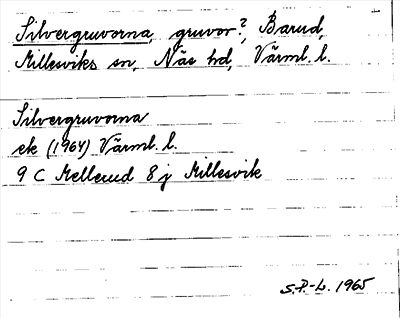 Silvergruvorna, gruvor?, Barud,
Millesviks sn, Näs hd, Värml. l.
Silvergruvorna
ek (1964) Värml. l.
9 C Mellerud 8 j Millesvik
S.P.-L. 1965